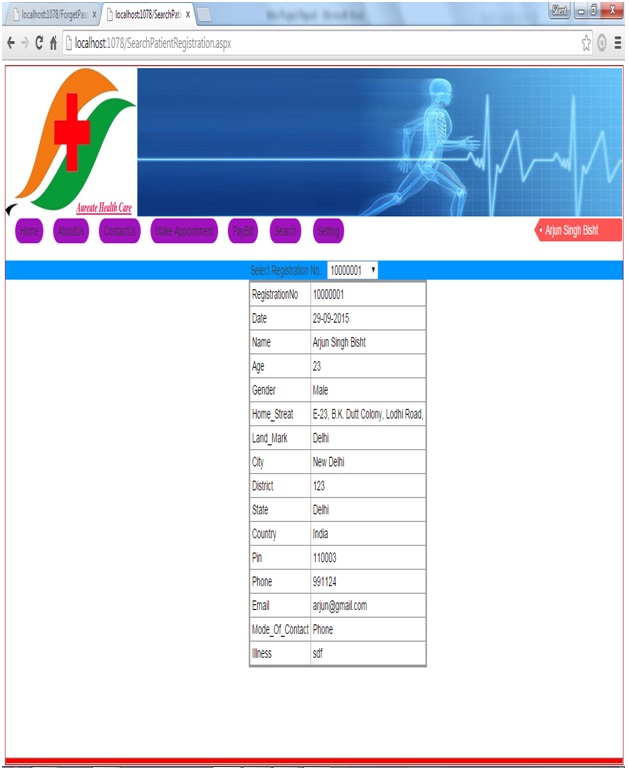 localhost:1078/ForgetPas
localhost:1078/SearchPati
localhost:1078/SearchPatientRegistration.aspx
Aureate Health Care
Home AboutUs ContactUs Make Appointment PayBill Search Setting
Arjun Singh Bisht
Select Registration No. 10000001
RegistrationNo 10000001
Date 29-09-2015
Name Arjun Singh Bisht
Age 23
Gender Male
Home_Streat E-23, B.K. Dutt Colony, Lodhi Road,
Land_Mark Delhi
City New Delhi
District 123
State Delhi
Country India
Pin 110003
Phone 991124
Email arjun@gmail.com
Mode_Of_Contact Phone
Illness sdf